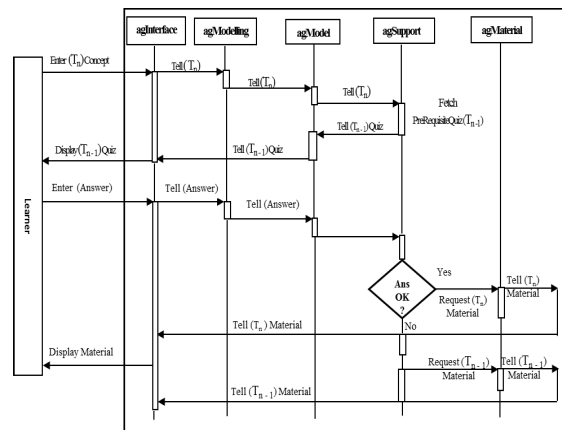 agInterface agModelling agModel agSupport agMaterial
Enter (Tn) Concept
Tell(Tn)
Tell(Tn)
Tell(Tn)
Fetch
PreRequisiteQuiz(Tn-1)
Tell (Tn-1) Quiz
Tell (Tn-1) Quiz
Display(Tn-1) Quiz
Enter (Answer)
Tell (Answer)
Tell (Answer)
Learner
Ans
OK
?
Yes
Request (Tn)
Material
Tell (Tn)
Material
No
Tell (Tn) Material
Display Material
Request (Tn-1)
Material
Tell (Tn-1)
Material
Tell (Tn-1) Material